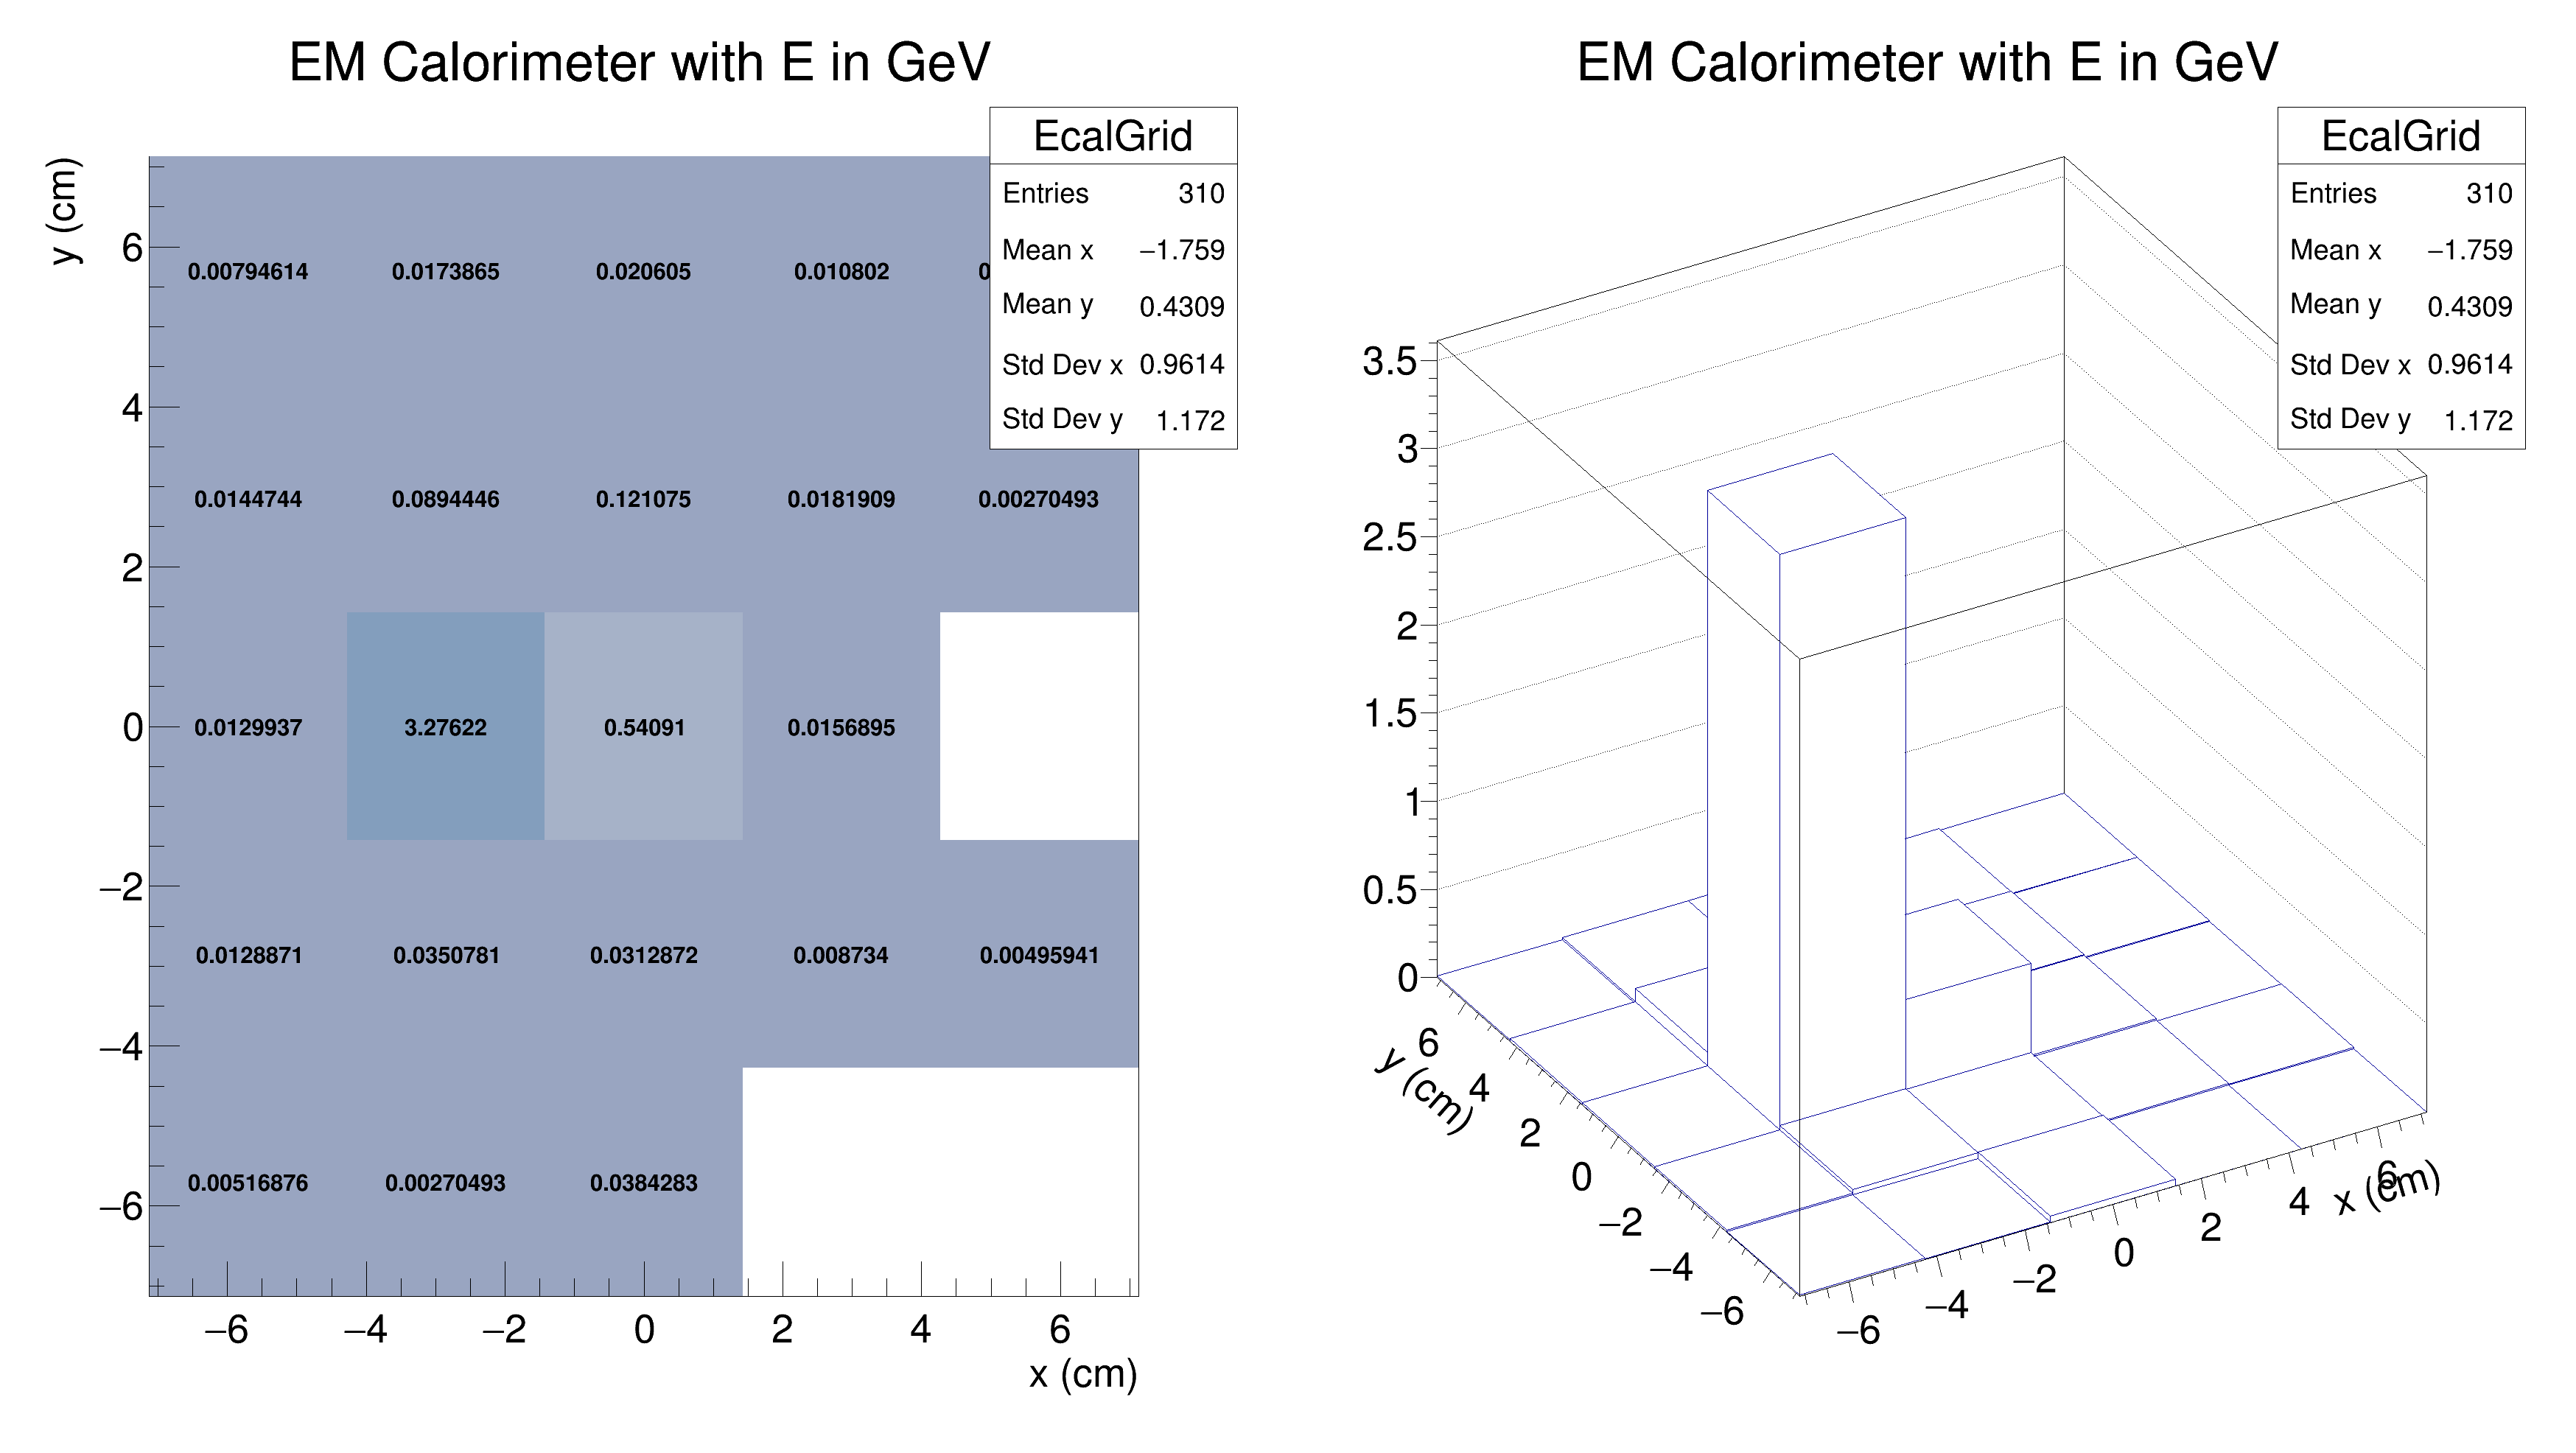 EM Calorimeter with E in GeV
EcalGrid
Entries 310
Mean x −1.759
Mean y 0.4309
Std Dev x 0.9614
Std Dev y 1.172
y (cm)
6
4
2
0
−2
−4
−6
0.00794614 0.0173865 0.020605 0.010802
0.0144744 0.0894446 0.121075 0.0181909 0.00270493
0.0129937 3.27622 0.54091 0.0156895
0.0128871 0.0350781 0.0312872 0.008734 0.00495941
0.00516876 0.00270493 0.0384283
−6 −4 −2 0 2 4 6
x (cm)
EM Calorimeter with E in GeV
EcalGrid
Entries 310
Mean x −1.759
Mean y 0.4309
Std Dev x 0.9614
Std Dev y 1.172
3.5
3
2.5
2
1.5
1
0.5
0
y (cm)
6
4
2
0
−2
−4
−6
−6 −4 −2 0 2 4 6
x (cm)